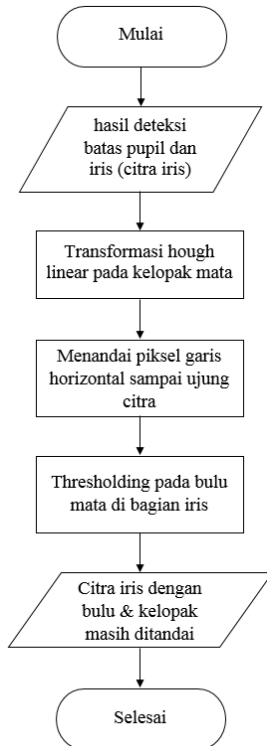 Mulai
hasil deteksi
batas pupil dan
iris (citra iris)
Transformasi hough
linear pada kelopak mata
Menandai piksel garis
horizontal sampai ujung
citra
Thresholding pada bulu
mata di bagian iris
Citra iris dengan
bulu & kelopak
masih ditandai
Selesai